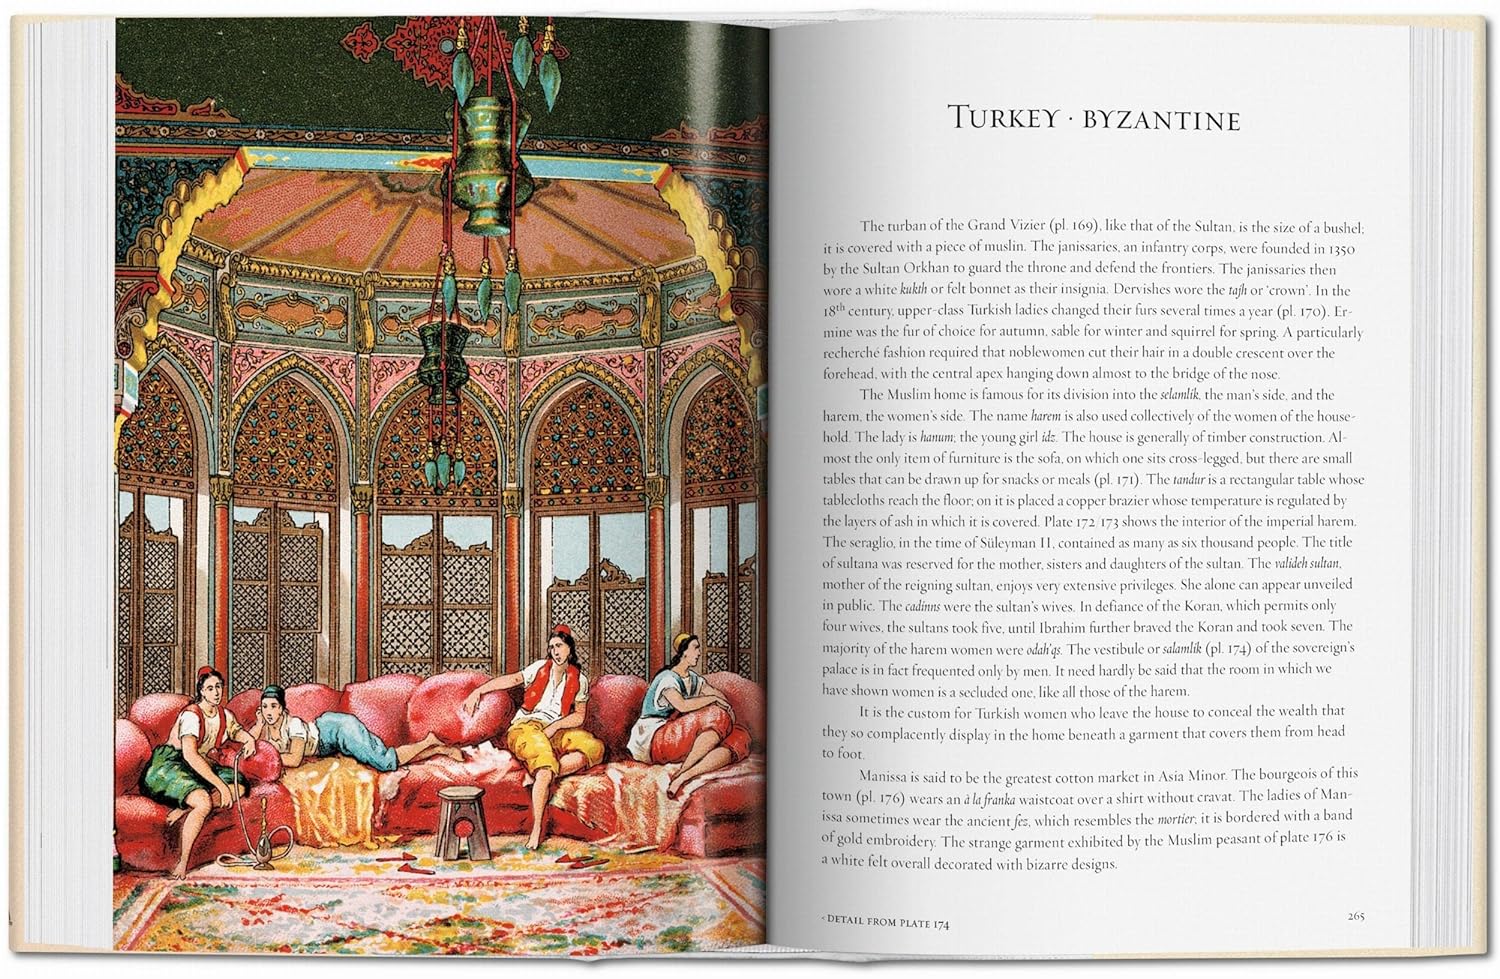 TURKEY · BYZANTINE
The turban of the Grand Vizier (pl. 169), like that of the Sultan, is the size of a bushel;
it is covered with a piece of muslin. The janissaries, an infantry corps, were founded in 1350
by the Sultan Orkhan to guard the throne and defend the frontiers. The janissaries then
wore a white kukth or felt bonnet as their insignia. Dervishes wore the tajh or ‘crown’. In the
18th century, upper-class Turkish ladies changed their furs several times a year (pl. 170). Er-
mine was the fur of choice for autumn, sable for winter and squirrel for spring. A particularly
recherché fashion required that noblewomen cut their hair in a double crescent over the
forehead, with the central apex hanging down almost to the bridge of the nose.
The Muslim home is famous for its division into the selamlik, the man's side, and the
harem, the women's side. The name harem is also used collectively of the women of the house-
hold. The lady is hanum; the young girl idz. The house is generally of timber construction. Al-
most the only item of furniture is the sofa, on which one sits cross-legged, but there are small
tables that can be drawn up for snacks or meals (pl. 171). The tandur is a rectangular table whose
tablecloths reach the floor; on it is placed a copper brazier whose temperature is regulated by
the layers of ash in which it is covered. Plate 172/173 shows the interior of the imperial harem.
The seraglio, in the time of Süleyman II, contained as many as six thousand people. The title
of sultana was reserved for the mother, sisters and daughters of the sultan. The valideh sultan,
mother of the reigning sultan, enjoys very extensive privileges. She alone can appear unveiled
in public. The cadinns were the sultan's wives. In defiance of the Koran, which permits only
four wives, the sultans took five, until Ibrahim further braved the Koran and took seven. The
majority of the harem women were odah'qs. The vestibule or salamlik (pl. 174) of the sovereign's
palace is in fact frequented only by men. It need hardly be said that the room in which we
have shown women is a secluded one, like all those of the harem.
It is the custom for Turkish women who leave the house to conceal the wealth that
they so complacently display in the home beneath a garment that covers them from head
to foot.
Manissa is said to be the greatest cotton market in Asia Minor. The bourgeois of this
town (pl. 176) wears an à la franka waistcoat over a shirt without cravat. The ladies of Man-
issa sometimes wear the ancient fez, which resembles the mortier; it is bordered with a band
of gold embroidery. The strange garment exhibited by the Muslim peasant of plate 176 is
a white felt overall decorated with bizarre designs.
‹ DETAIL FROM PLATE 174
265